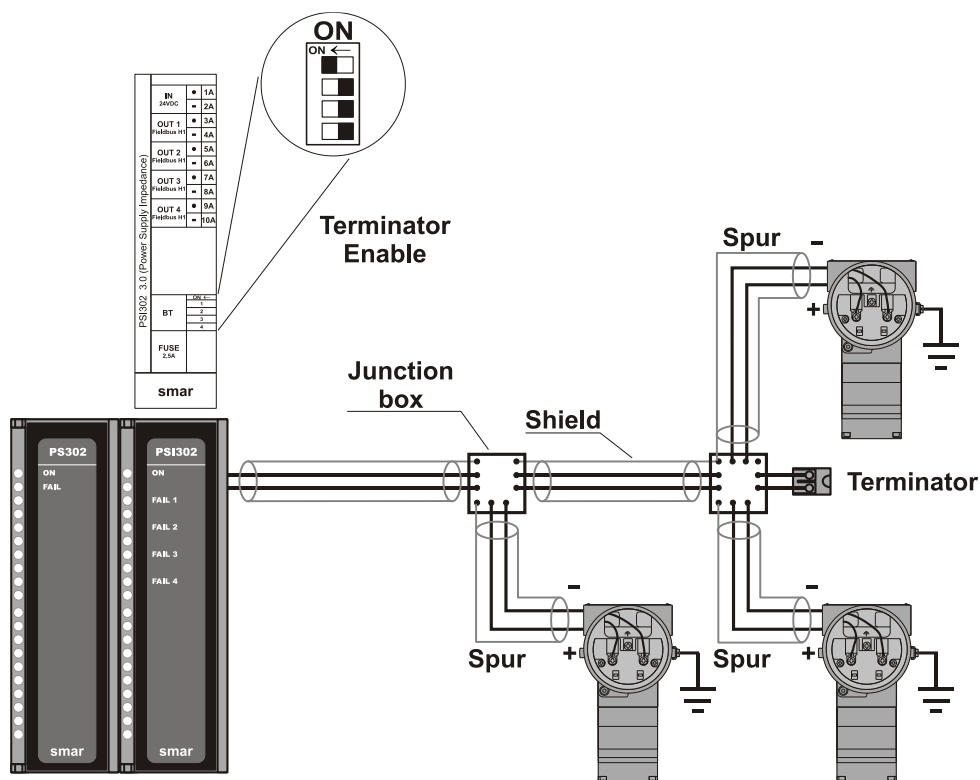 ON
ON ←
IN
24VDC
● 1A
- 2A
OUT 1
Fieldbus H1
● 3A
- 4A
OUT 2
Fieldbus H1
● 5A
- 6A
OUT 3
Fieldbus H1
● 7A
- 8A
OUT 4
Fieldbus H1
● 9A
- 10A
PSI302 3.0 (Power Supply Impedance)
BT
ON ←
1
2
3
4
FUSE
2,5A
smar
Terminator
Enable
Spur
-
+
Junction
box
Shield
Terminator
PS302
ON
FAIL
smar
PSI302
ON
FAIL 1
FAIL 2
FAIL 3
FAIL 4
smar
Spur
-
+
Spur
-
+